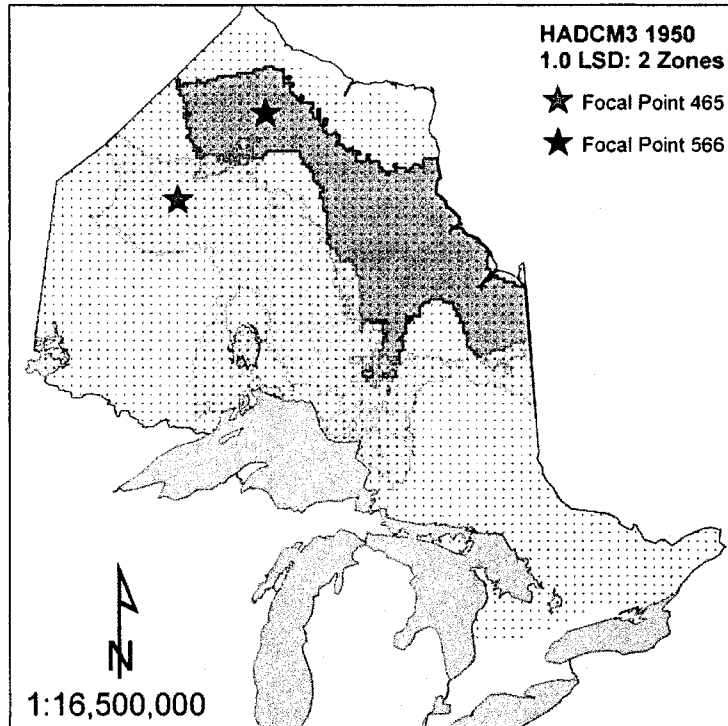 HADCM3 1950
1.0 LSD: 2 Zones
Focal Point 465
Focal Point 566
N
1:16,500,000